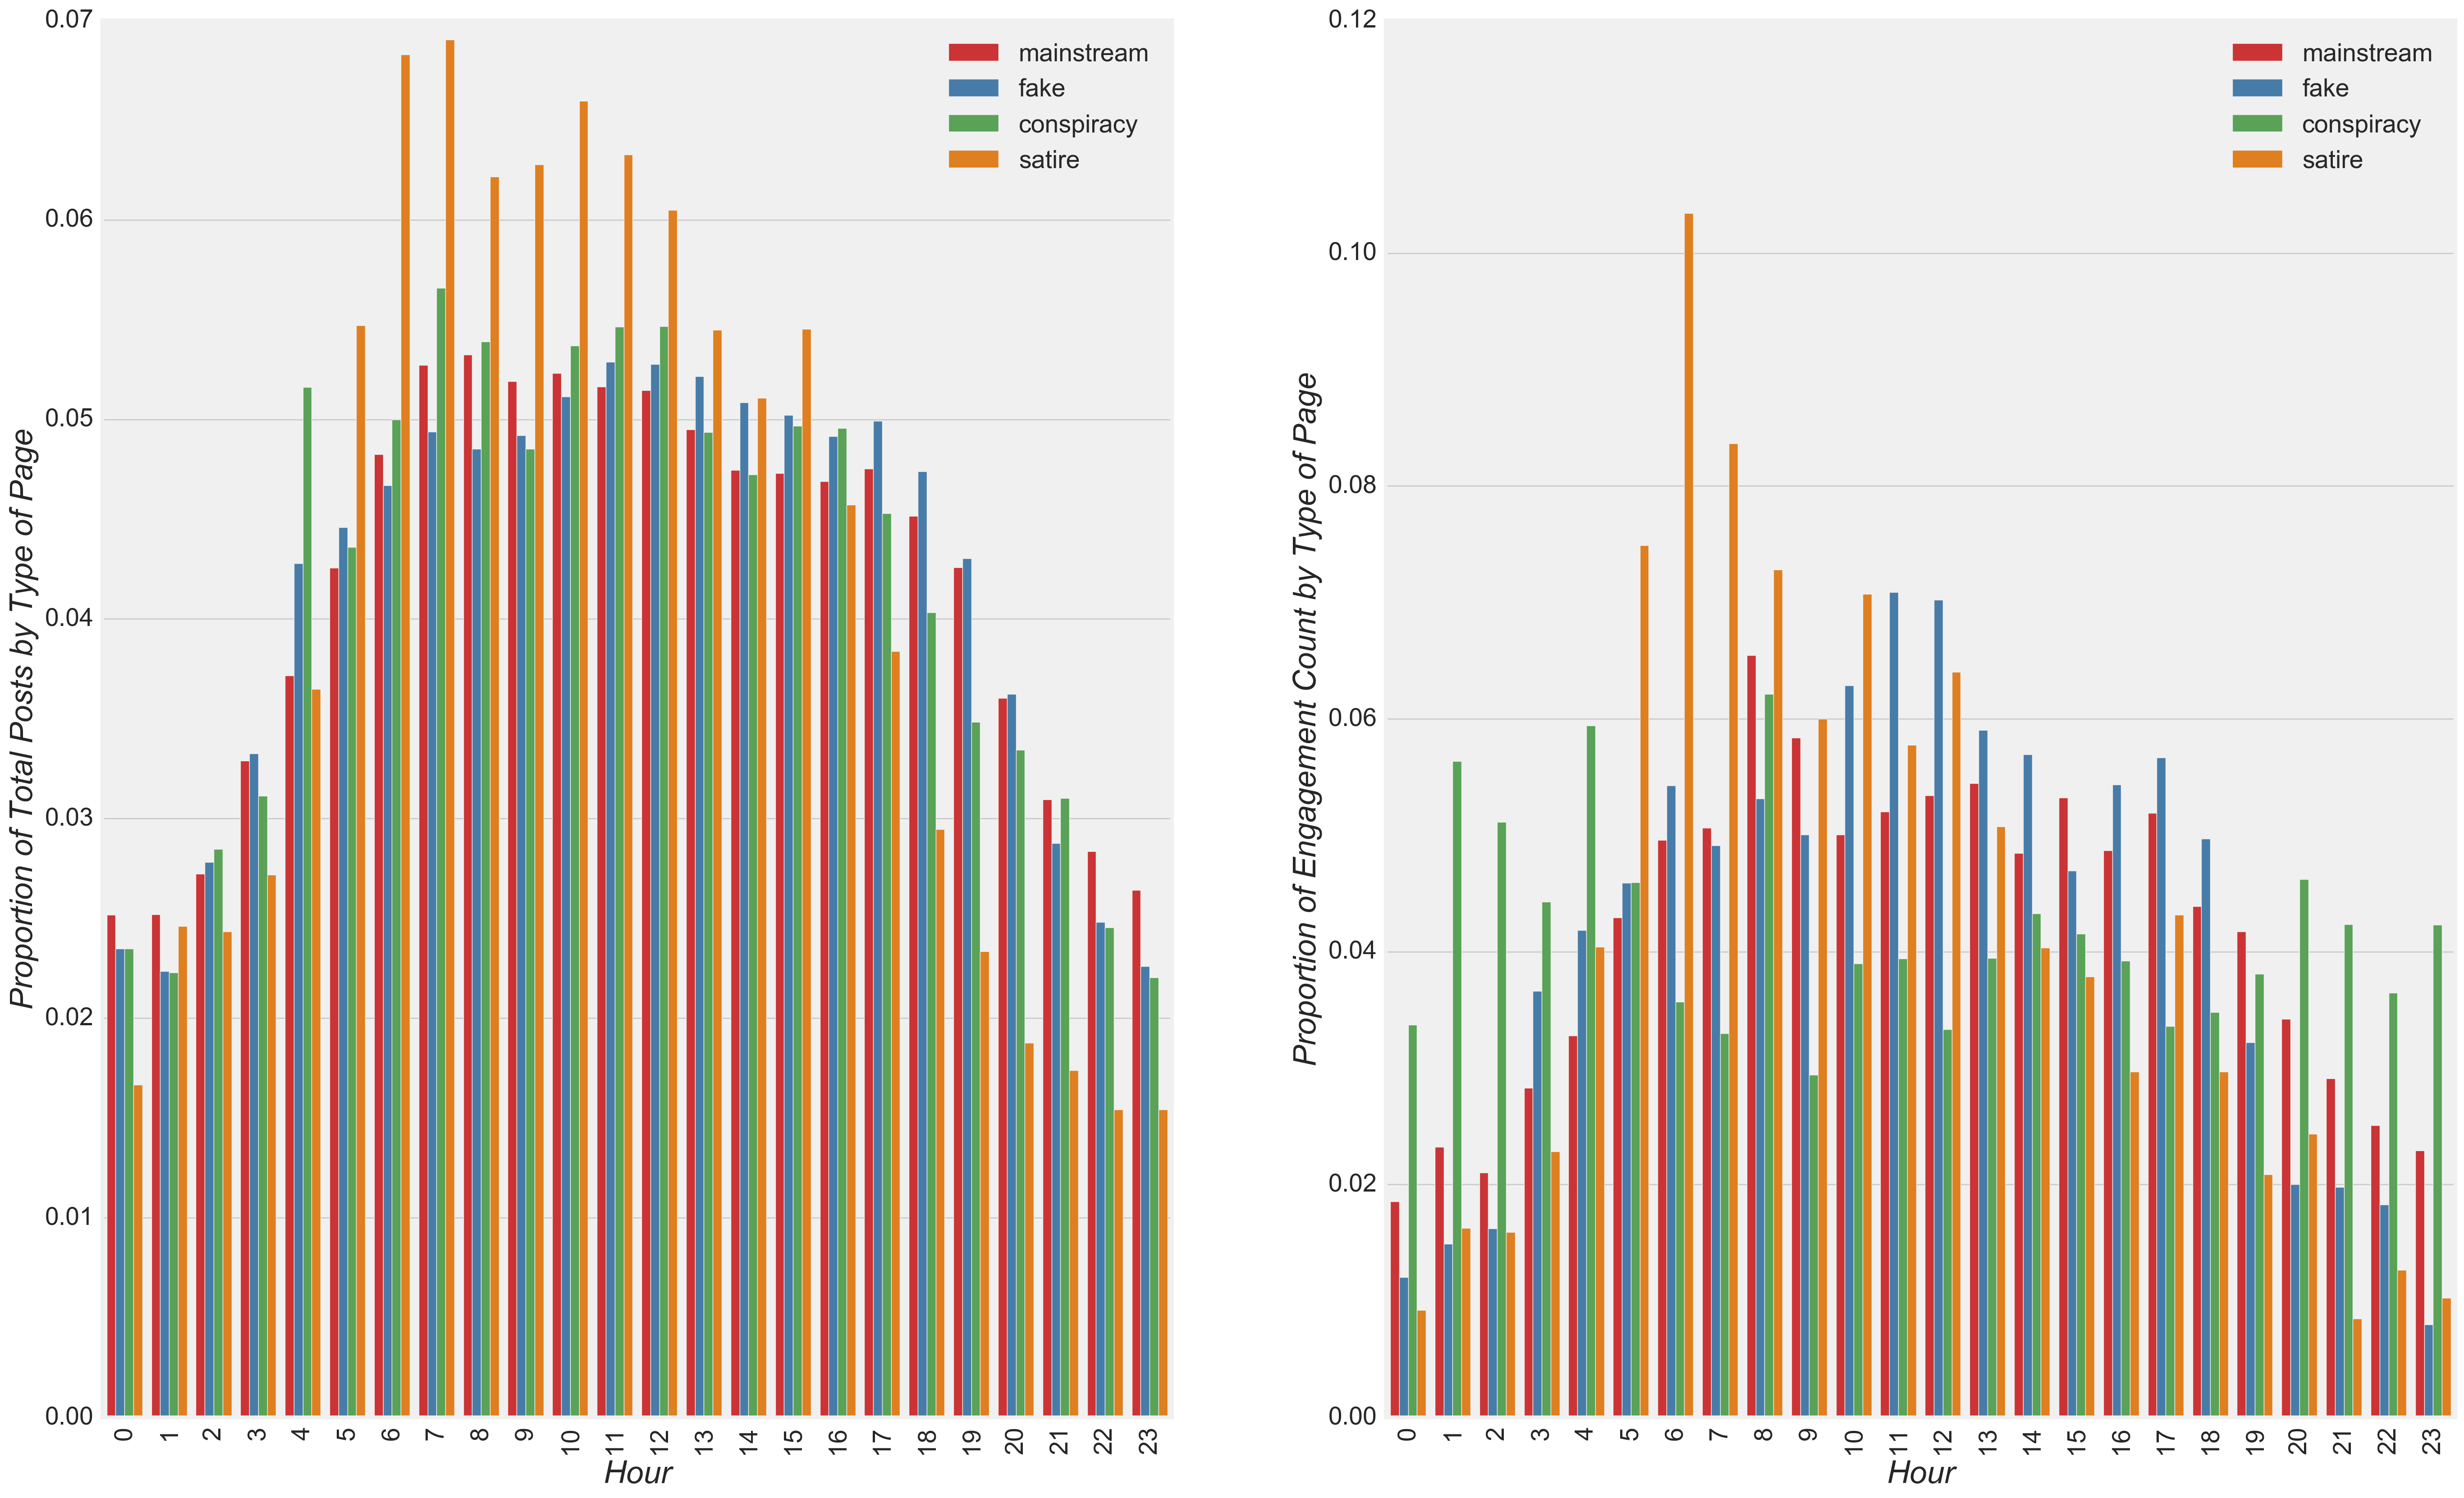 0.07
0.06
0.05
0.04
0.03
0.02
0.01
0.00
Proportion of Total Posts by Type of Page
mainstream
fake
conspiracy
satire
0 1 2 3 4 5 6 7 8 9 10 11 12 13 14 15 16 17 18 19 20 21 22 23
Hour
0.12
0.10
0.08
0.06
0.04
0.02
0.00
Proportion of Engagement Count by Type of Page
mainstream
fake
conspiracy
satire
0 1 2 3 4 5 6 7 8 9 10 11 12 13 14 15 16 17 18 19 20 21 22 23
Hour